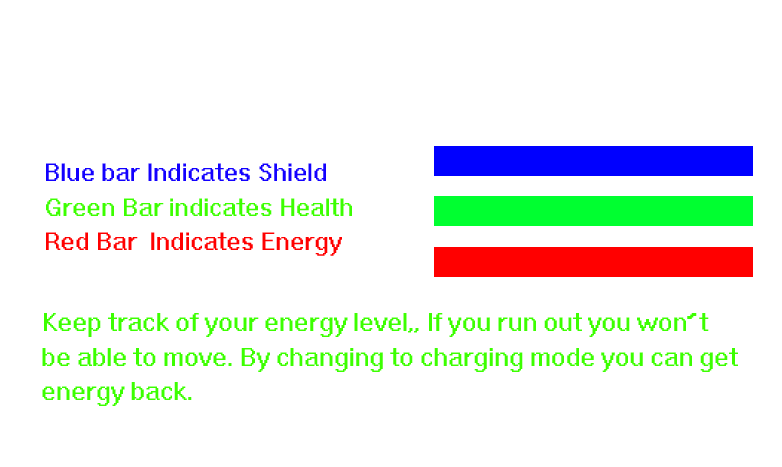 Blue bar Indicates Shield
Green Bar indicates Health
Red Bar  Indicates Energy
Keep track of your energy level,, If you run out you won´t
be able to move. By changing to charging mode you can get
energy back.